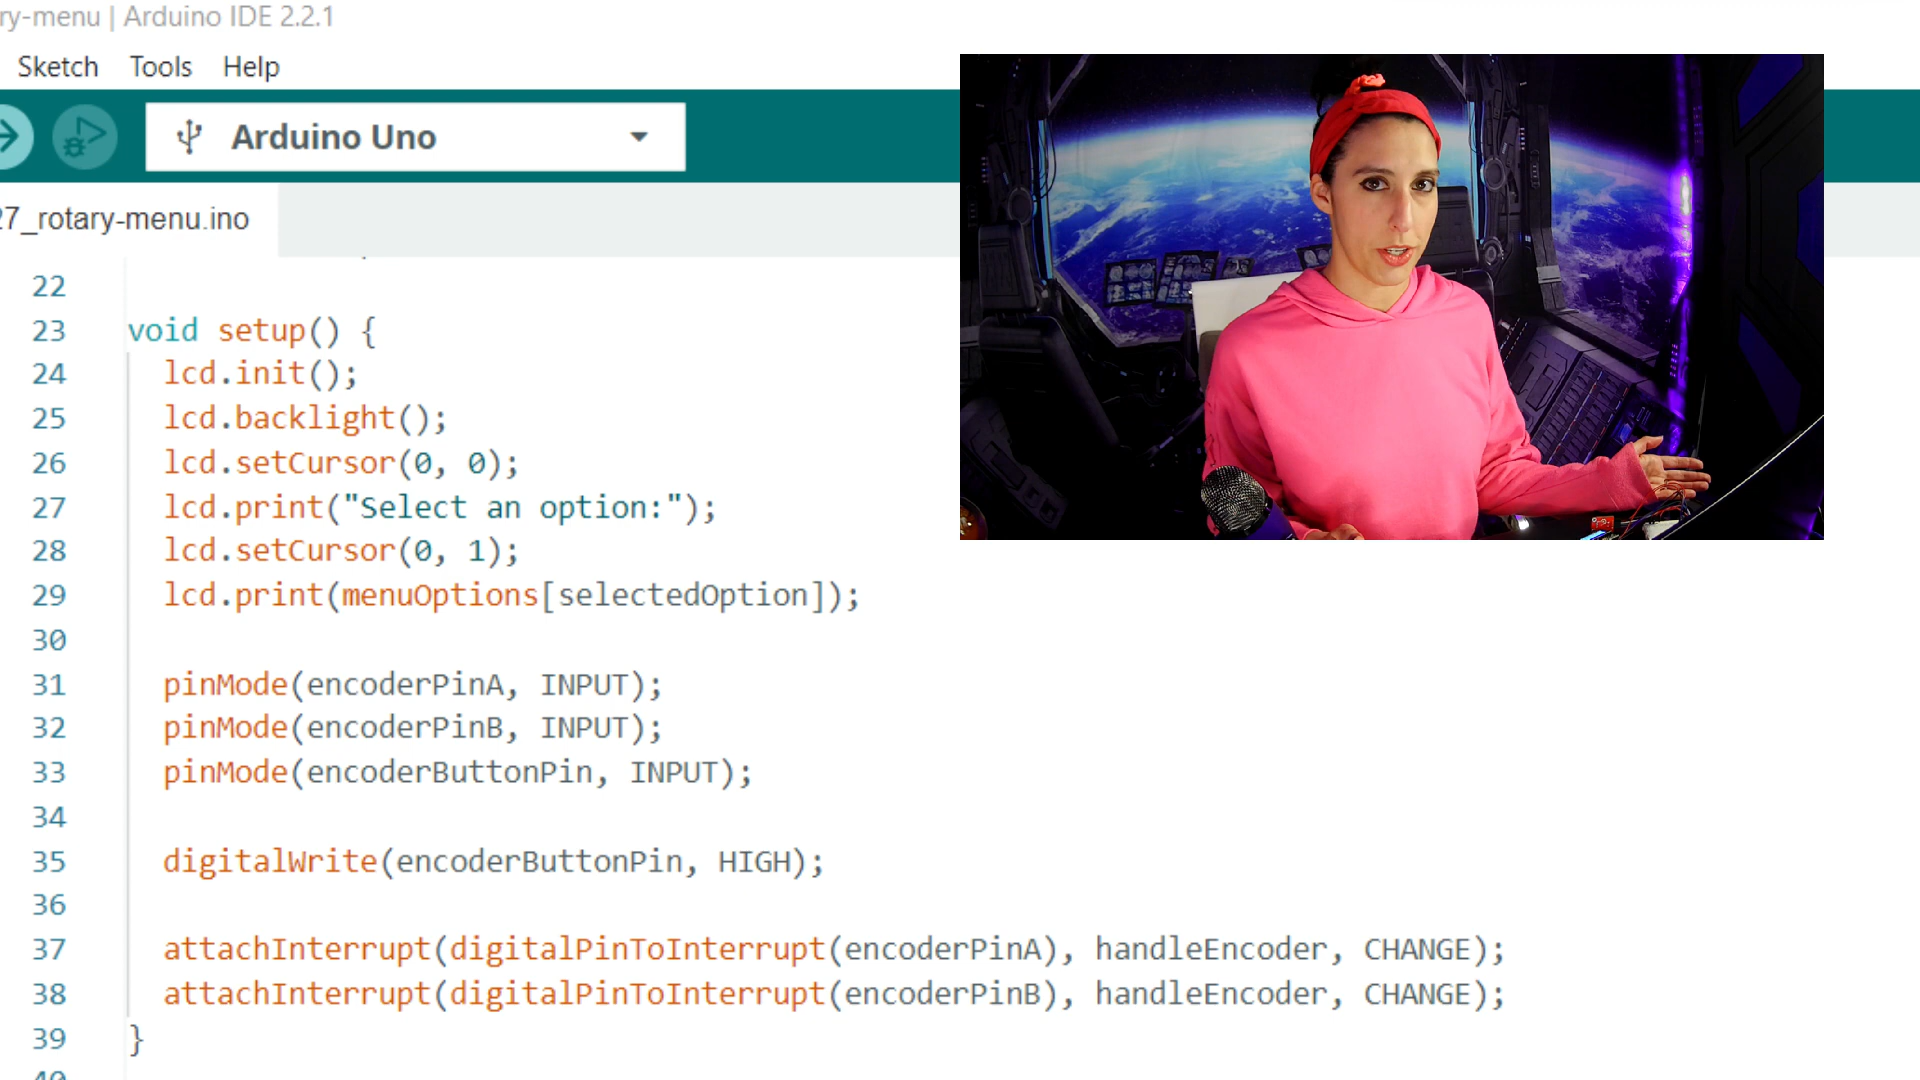 ry-menu | Arduino IDE 2.2.1
Sketch Tools Help
Arduino Uno
27_rotary-menu.ino
22
23 void setup() {
24 lcd.init();
25 lcd.backlight();
26 lcd.setCursor(0, 0);
27 lcd.print("Select an option:");
28 lcd.setCursor(0, 1);
29 lcd.print(menuOptions[selectedOption]);
30
31 pinMode(encoderPinA, INPUT);
32 pinMode(encoderPinB, INPUT);
33 pinMode(encoderButtonPin, INPUT);
34
35 digitalWrite(encoderButtonPin, HIGH);
36
37 attachInterrupt(digitalPinToInterrupt(encoderPinA), handleEncoder, CHANGE);
38 attachInterrupt(digitalPinToInterrupt(encoderPinB), handleEncoder, CHANGE);
39 }
40